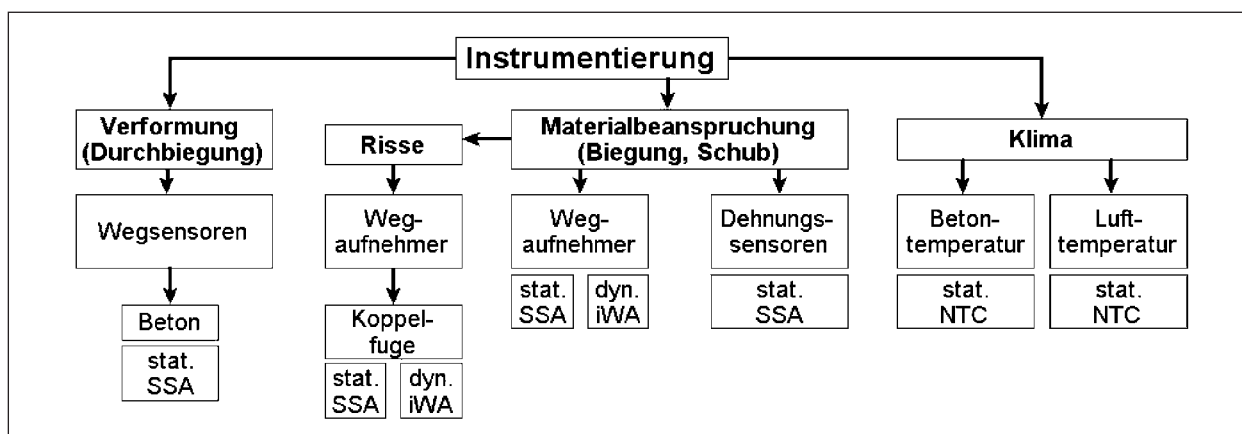 Instrumentierung
Verformung
(Durchbiegung)
Risse
Materialbeanspruchung
(Biegung, Schub)
Klima
Wegsensoren
Weg-
aufnehmer
Weg-
aufnehmer
Dehnungs-
sensoren
Beton-
temperatur
Luft-
temperatur
Beton
stat.
SSA
Koppel-
fuge
stat.
SSA
dyn.
iWA
stat.
SSA
dyn.
iWA
stat.
SSA
stat.
NTC
stat.
NTC